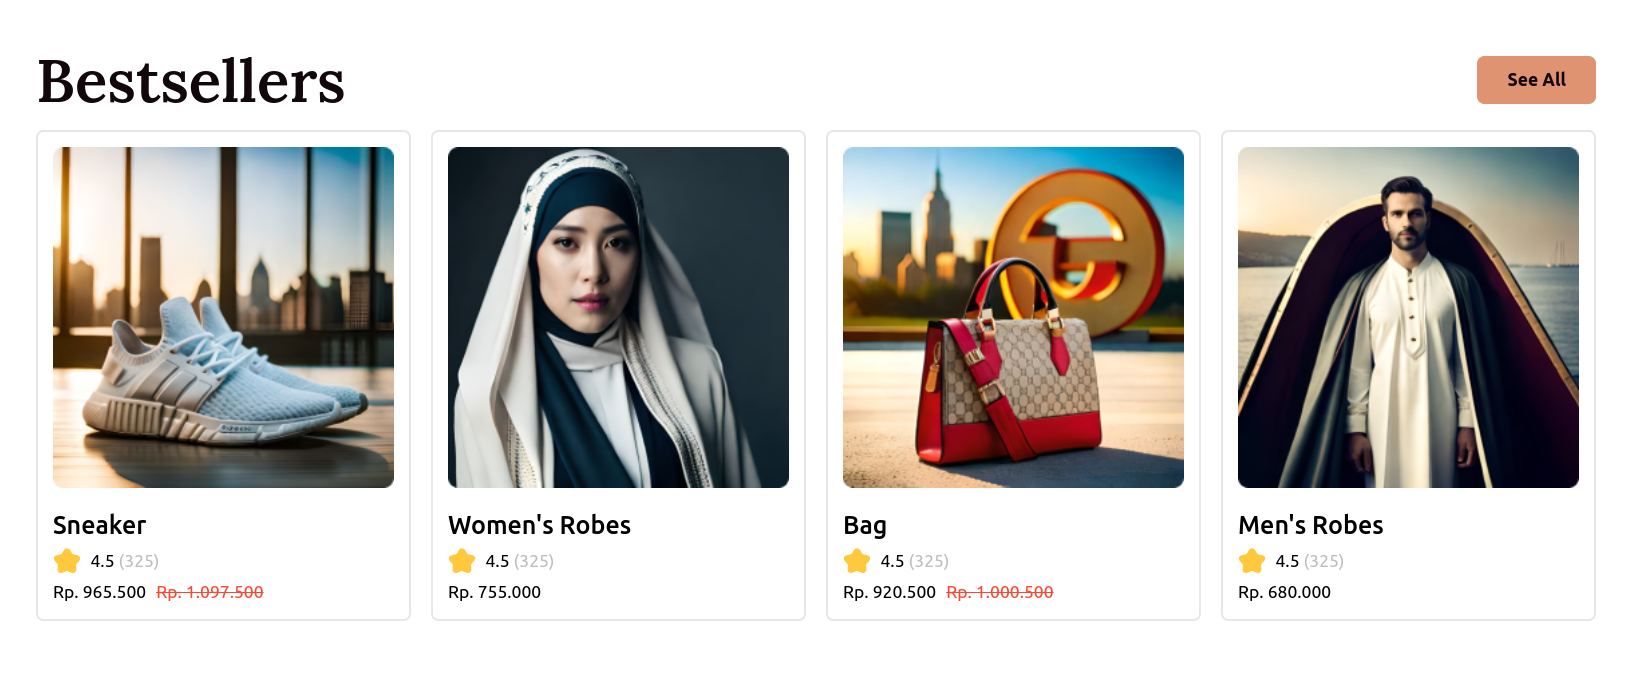 Bestsellers
See All
Sneaker
4.5 (325)
Rp. 965.500 Rp. 1.097.500
Women's Robes
4.5 (325)
Rp. 755.000
Bag
4.5 (325)
Rp. 920.500 Rp. 1.000.500
Men's Robes
4.5 (325)
Rp. 680.000